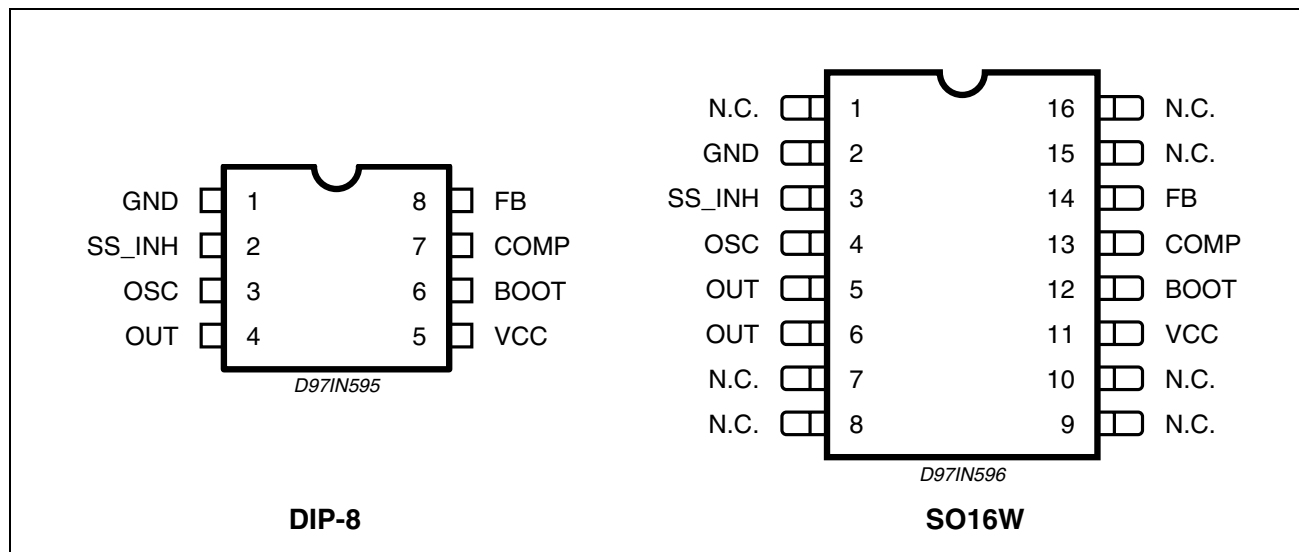 GND 1 8 FB
SS_INH 2 7 COMP
OSC 3 6 BOOT
OUT 4 5 VCC
D97IN595
DIP-8
N.C. 1 16 N.C.
GND 2 15 N.C.
SS_INH 3 14 FB
OSC 4 13 COMP
OUT 5 12 BOOT
OUT 6 11 VCC
N.C. 7 10 N.C.
N.C. 8 9 N.C.
D97IN596
SO16W